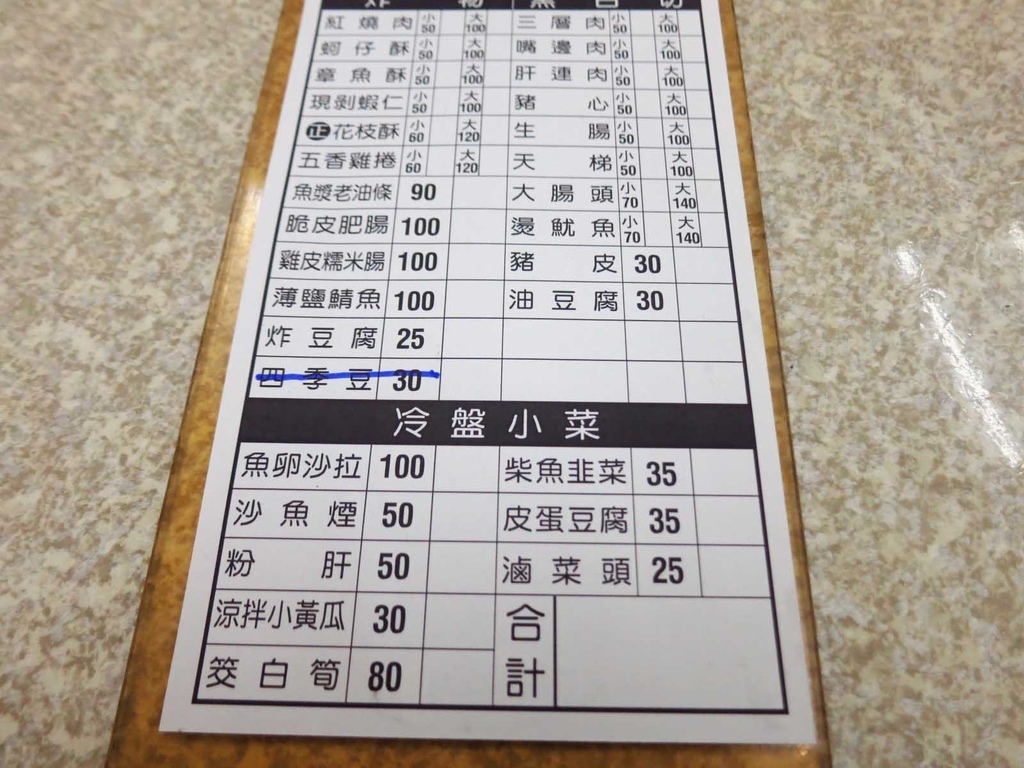 紅燒肉 小50 大100 三層肉 小50 大100
蚵仔酥 小50 大100 嘴邊肉 小50 大100
章魚酥 小50 大100 肝連肉 小50 大100
現剝蝦仁 小50 大100 豬心 小50 大100
正花枝酥 小60 大120 生腸 小50 大100
五香雞捲 小60 大120 天梯 小50 大100
魚漿老油條 90 大腸頭 小70 大140
脆皮肥腸 100 燙魷魚 小70 大140
雞皮糯米腸 100 豬皮 30
薄鹽鯖魚 100 油豆腐 30
炸豆腐 25
四季豆 30
冷盤小菜
魚卵沙拉 100 柴魚韭菜 35
沙魚煙 50 皮蛋豆腐 35
粉肝 50 滷菜頭 25
涼拌小黃瓜 30 合計
筊白筍 80